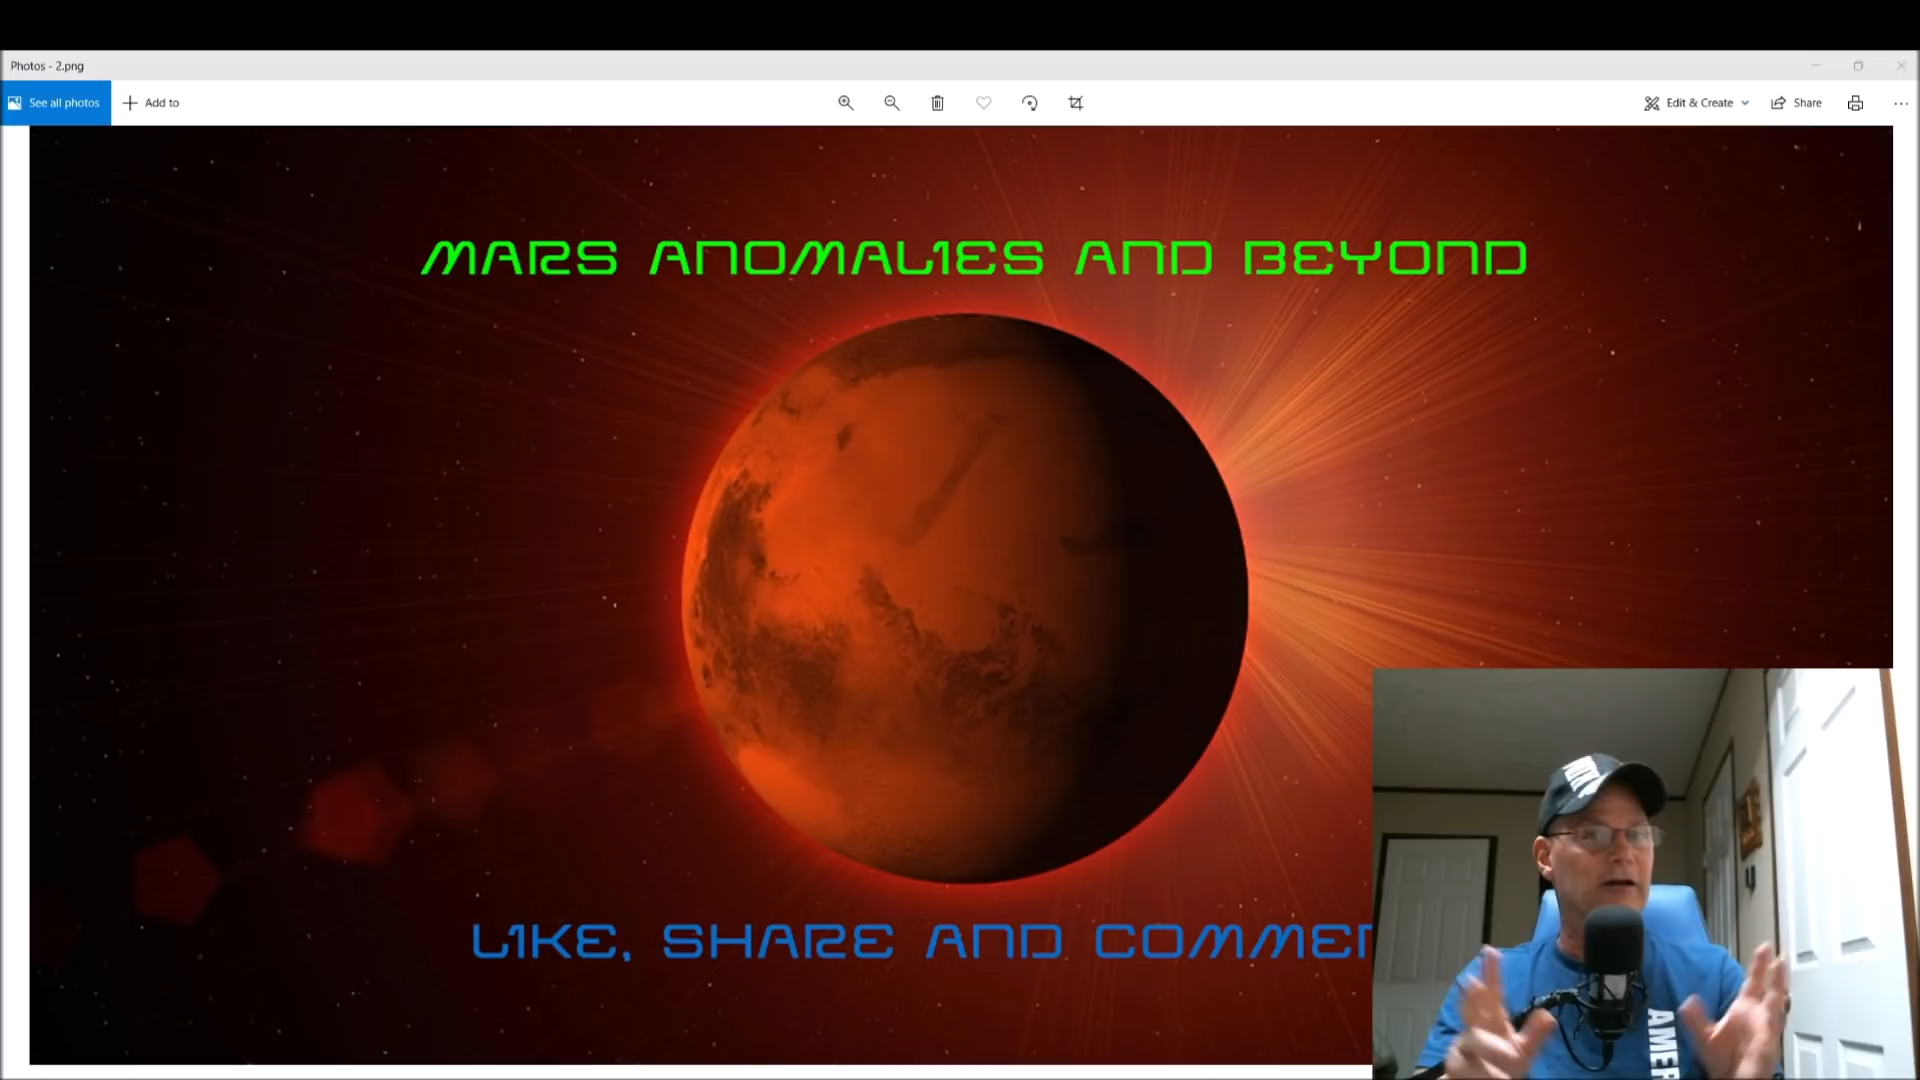 Photos - 2.png
See all photos
Add to
Edit & Create
Share
MARS ANOMALIES AND BEYOND
LIKE, SHARE AND COMMEN
AMER